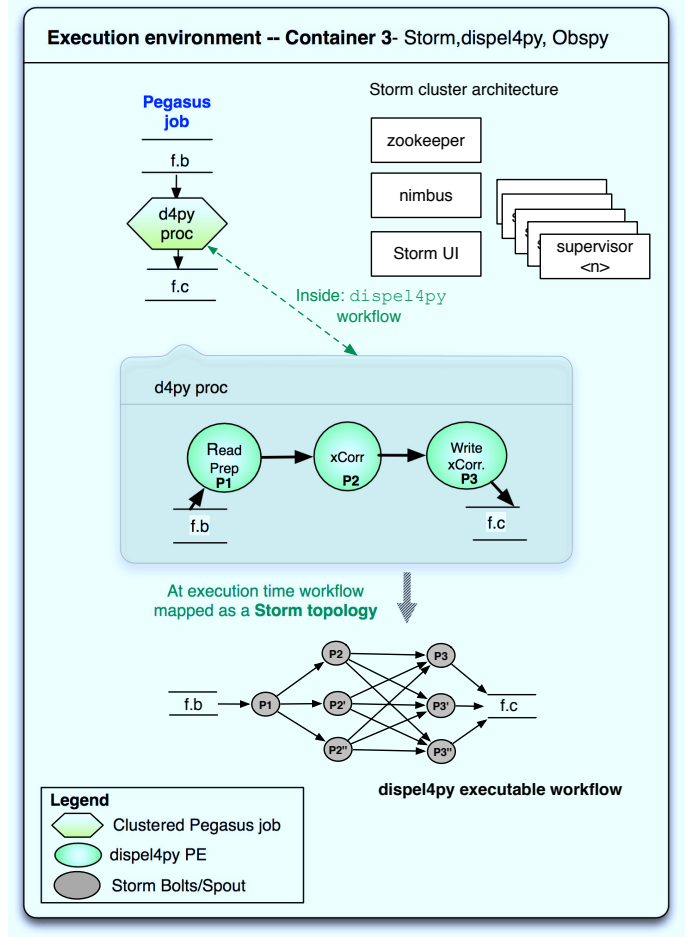 Execution environment -- Container 3- Storm,dispel4py, Obspy
Pegasus
job
f.b
d4py
proc
f.c
Storm cluster architecture
zookeeper
nimbus
Storm UI
supervisor
<n>
Inside: dispel4py
workflow
d4py proc
Read
Prep
P1
xCorr
P2
Write
xCorr.
P3
f.b
f.c
At execution time workflow
mapped as a Storm topology
f.b
P1
P2
P2'
P2"
P3
P3'
P3"
f.c
dispel4py executable workflow
Legend
Clustered Pegasus job
dispel4py PE
Storm Bolts/Spout